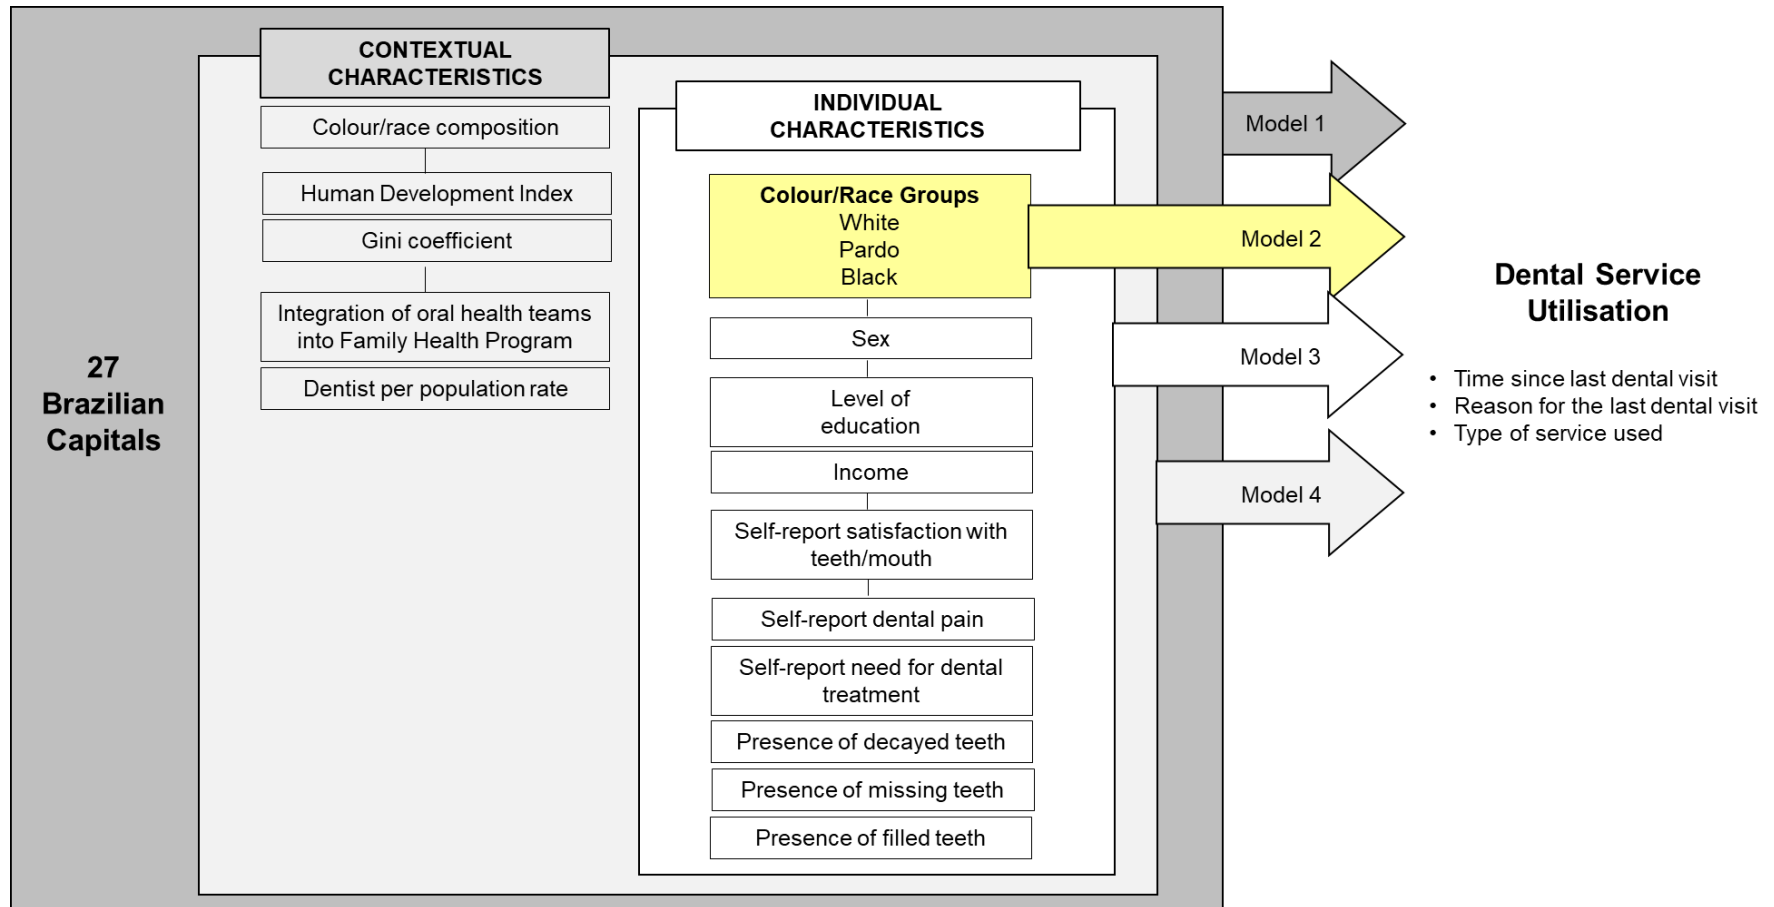 27
Brazilian
Capitals
CONTEXTUAL
CHARACTERISTICS
Colour/race composition
Human Development Index
Gini coefficient
Integration of oral health teams
into Family Health Program
Dentist per population rate
INDIVIDUAL
CHARACTERISTICS
Colour/Race Groups
White
Pardo
Black
Sex
Level of
education
Income
Self-report satisfaction with
teeth/mouth
Self-report dental pain
Self-report need for dental
treatment
Presence of decayed teeth
Presence of missing teeth
Presence of filled teeth
Model 1
Model 2
Model 3
Model 4
Dental Service
Utilisation
• Time since last dental visit
• Reason for the last dental visit
• Type of service used